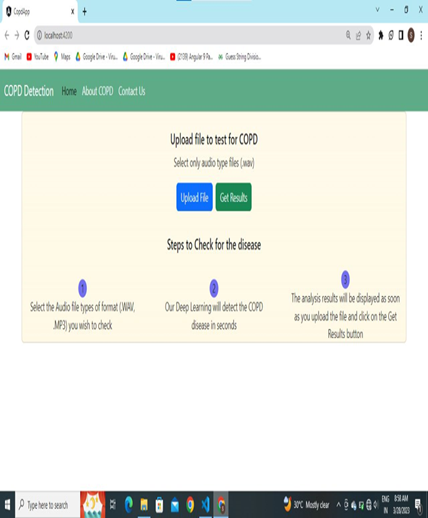 CopdApp
localhost:4200
Gmail YouTube Maps Google Drive - Viru... Google Drive - Viru... (2139) Angular 9 Pa... Guess String Divisio...
COPD Detection Home About COPD Contact Us
Upload file to test for COPD
Select only audio type files (.wav)
Upload File Get Results
Steps to Check for the disease
1
Select the Audio file types of format (.WAV,
.MP3) you wish to check
2
Our Deep Learning will detect the COPD
disease in seconds
3
The analysis results will be displayed as soon
as you upload the file and click on the Get
Results button
Type here to search
30°C Mostly clear
ENG
IN
8:58 AM
3/28/2023